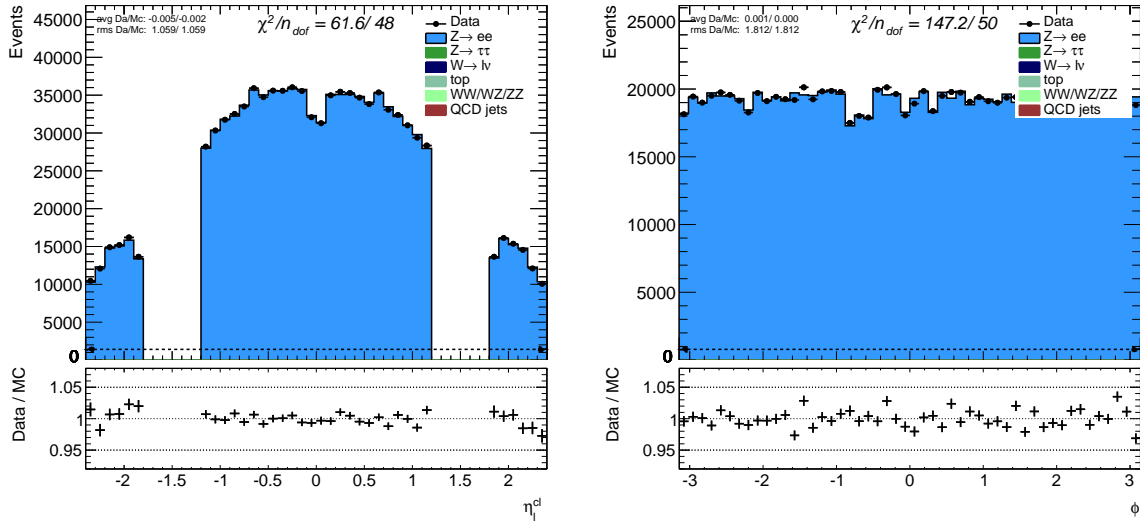 Events
avg Da/Mc: -0.005/-0.002
rms Da/Mc: 1.059/ 1.059
χ²/n_dof = 61.6/ 48
Data
Z→ ee
Z→ ττ
W→ lν
top
WW/WZ/ZZ
QCD jets
45000
40000
35000
30000
25000
20000
15000
10000
5000
0
Data / MC
1.05
1
0.95
-2 -1.5 -1 -0.5 0 0.5 1 1.5 2
η_l^cl
Events
avg Da/Mc: 0.001/ 0.000
rms Da/Mc: 1.812/ 1.812
χ²/n_dof = 147.2/ 50
Data
Z→ ee
Z→ ττ
W→ lν
top
WW/WZ/ZZ
QCD jets
25000
20000
15000
10000
5000
0
Data / MC
1.05
1
0.95
-3 -2 -1 0 1 2 3
ϕ